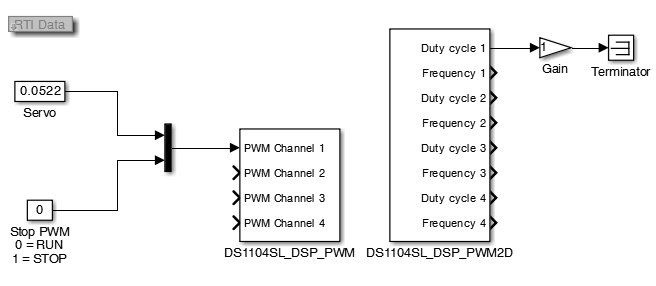 RTI Data
0.0522
Servo
0
Stop PWM
0 = RUN
1 = STOP
PWM Channel 1
PWM Channel 2
PWM Channel 3
PWM Channel 4
DS1104SL_DSP_PWM
Duty cycle 1
Frequency 1
Duty cycle 2
Frequency 2
Duty cycle 3
Frequency 3
Duty cycle 4
Frequency 4
DS1104SL_DSP_PWM2D
1
Gain
Terminator